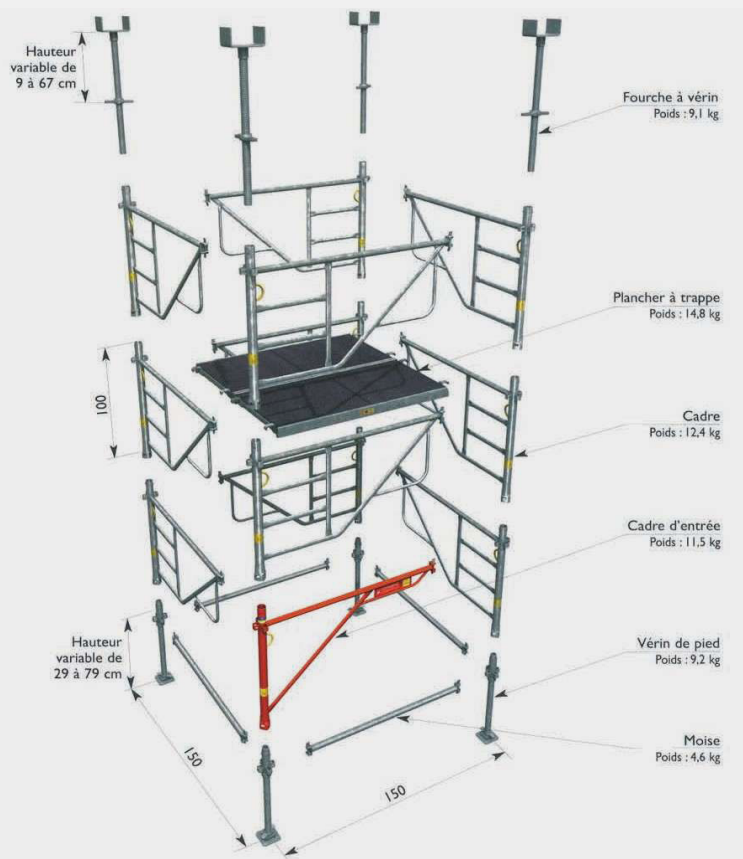 Hauteur
variable de
9 à 67 cm
Fourche à vérin
Poids : 9,1 kg
Plancher à trappe
Poids : 14,8 kg
100
Cadre
Poids : 12,4 kg
Cadre d'entrée
Poids : 11,5 kg
Hauteur
variable de
29 à 79 cm
Vérin de pied
Poids : 9,2 kg
150
150
Moise
Poids : 4,6 kg